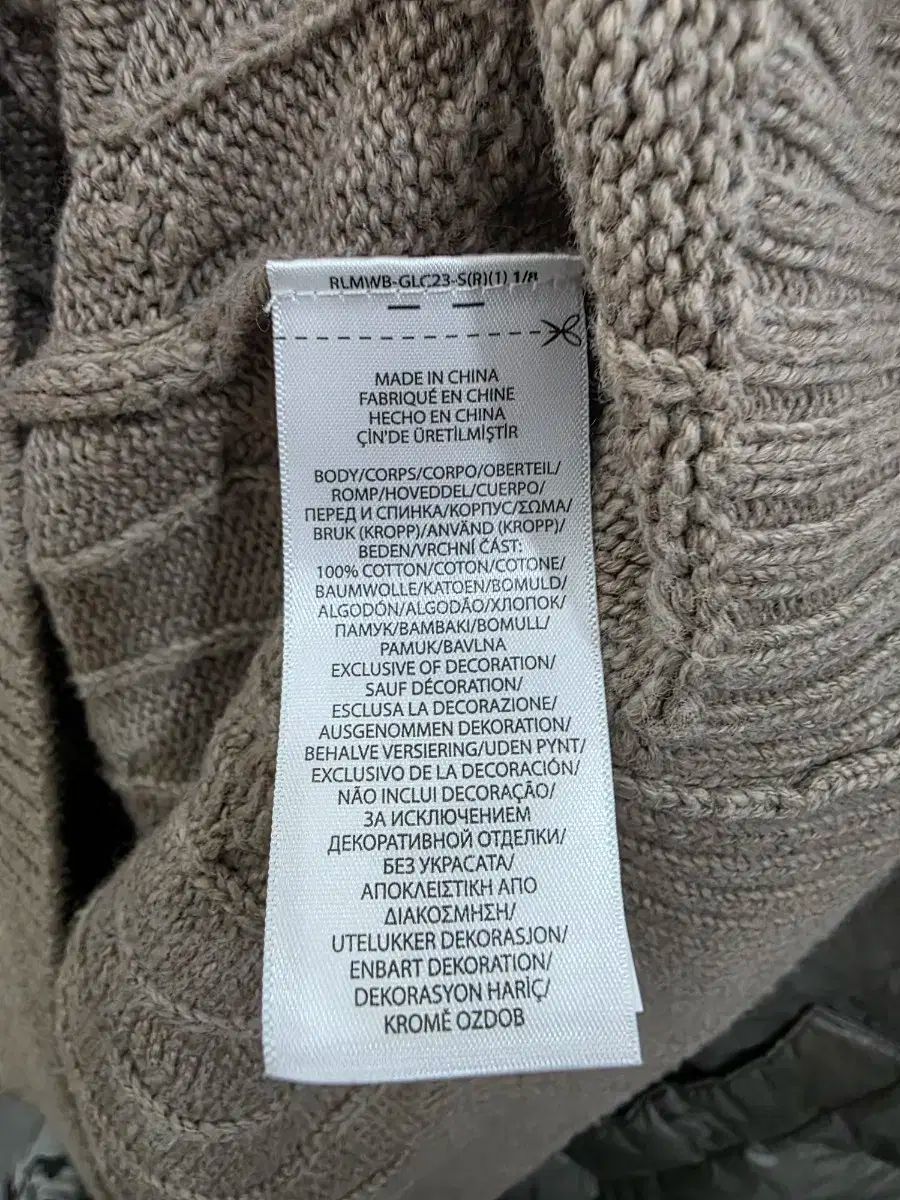 RLMWB-GLC23-S(R)(1) 1/8
MADE IN CHINA
FABRIQUÉ EN CHINE
HECHO EN CHINA
ÇİN'DE ÜRETİLMİŞTİR
BODY/CORPS/CORPO/OBERTEIL/
ROMP/HOVEDDEL/CUERPO/
ПЕРЕД И СПИНКА/КОРПУС/ΣΩΜΑ/
BRUK (KROPP)/ANVÄND (KROPP)/
BEDEN/VRCHNÍ ČÁST:
100% COTTON/COTON/COTONE/
BAUMWOLLE/KATOEN/BOMULD/
ALGODÓN/ALGODÃO/ХЛОПОК/
ПАМУК/ΒΑΜΒΑΚΙ/BOMULL/
PAMUK/BAVLNA
EXCLUSIVE OF DECORATION/
SAUF DÉCORATION/
ESCLUSA LA DECORAZIONE/
AUSGENOMMEN DEKORATION/
BEHALVE VERSIERING/UDEN PYNT/
EXCLUSIVO DE LA DECORACIÓN/
NÃO INCLUI DECORAÇÃO/
ЗА ИСКЛЮЧЕНИЕМ
ДЕКОРАТИВНОЙ ОТДЕЛКИ/
БЕЗ УКРАСАТА/
ΑΠΟΚΛΕΙΣΤΙΚΗ ΑΠΟ
ΔΙΑΚΟΣΜΗΣΗ/
UTELUKKER DEKORASJON/
ENBART DEKORATION/
DEKORASYON HARİÇ/
KROMĚ OZDOB